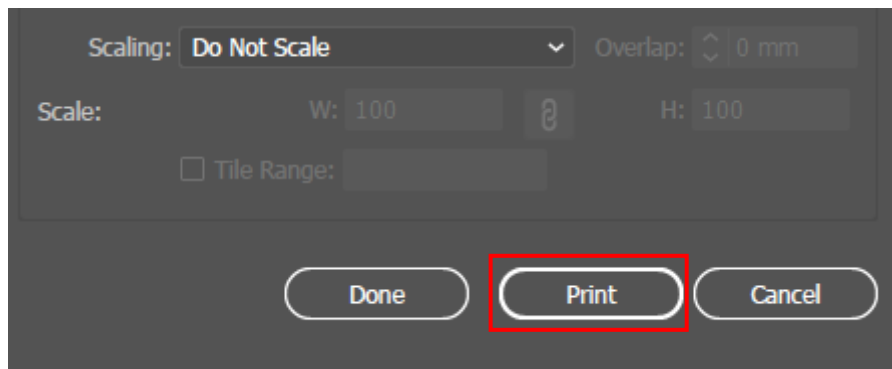 Scaling: Do Not Scale Overlap: 0 mm
Scale: W: 100 H: 100
Tile Range:
Done Print Cancel